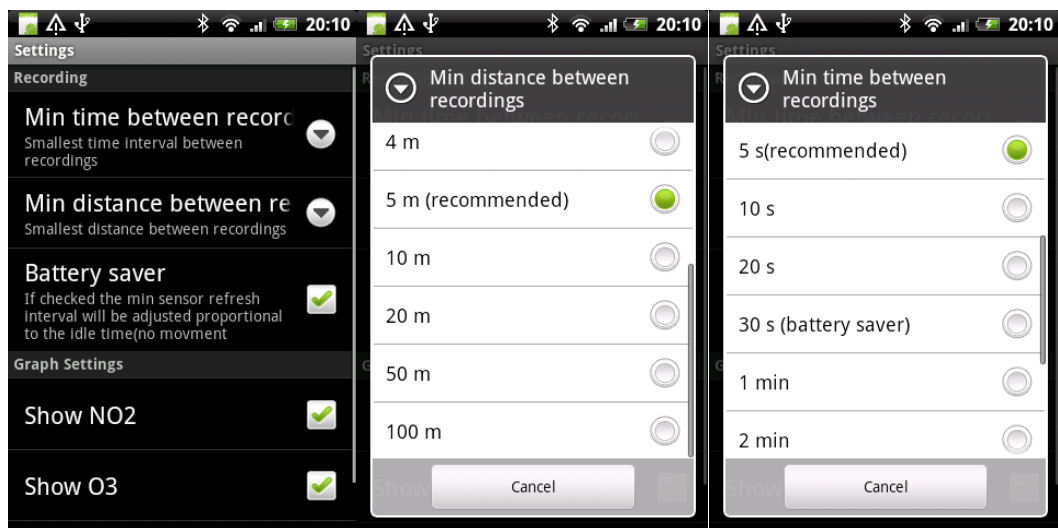 20:10
Settings
Recording
Min time between record
Smallest time interval between
recordings
Min distance between re
Smallest distance between recordings
Battery saver
If checked the min sensor refresh
interval will be adjusted proportional
to the idle time(no movment
Graph Settings
Show NO2
Show O3
20:10
Settings
Min distance between
recordings
4 m
5 m (recommended)
10 m
20 m
50 m
100 m
Show
Cancel
20:10
Settings
Min time between
recordings
5 s(recommended)
10 s
20 s
30 s (battery saver)
1 min
2 min
Show
Cancel